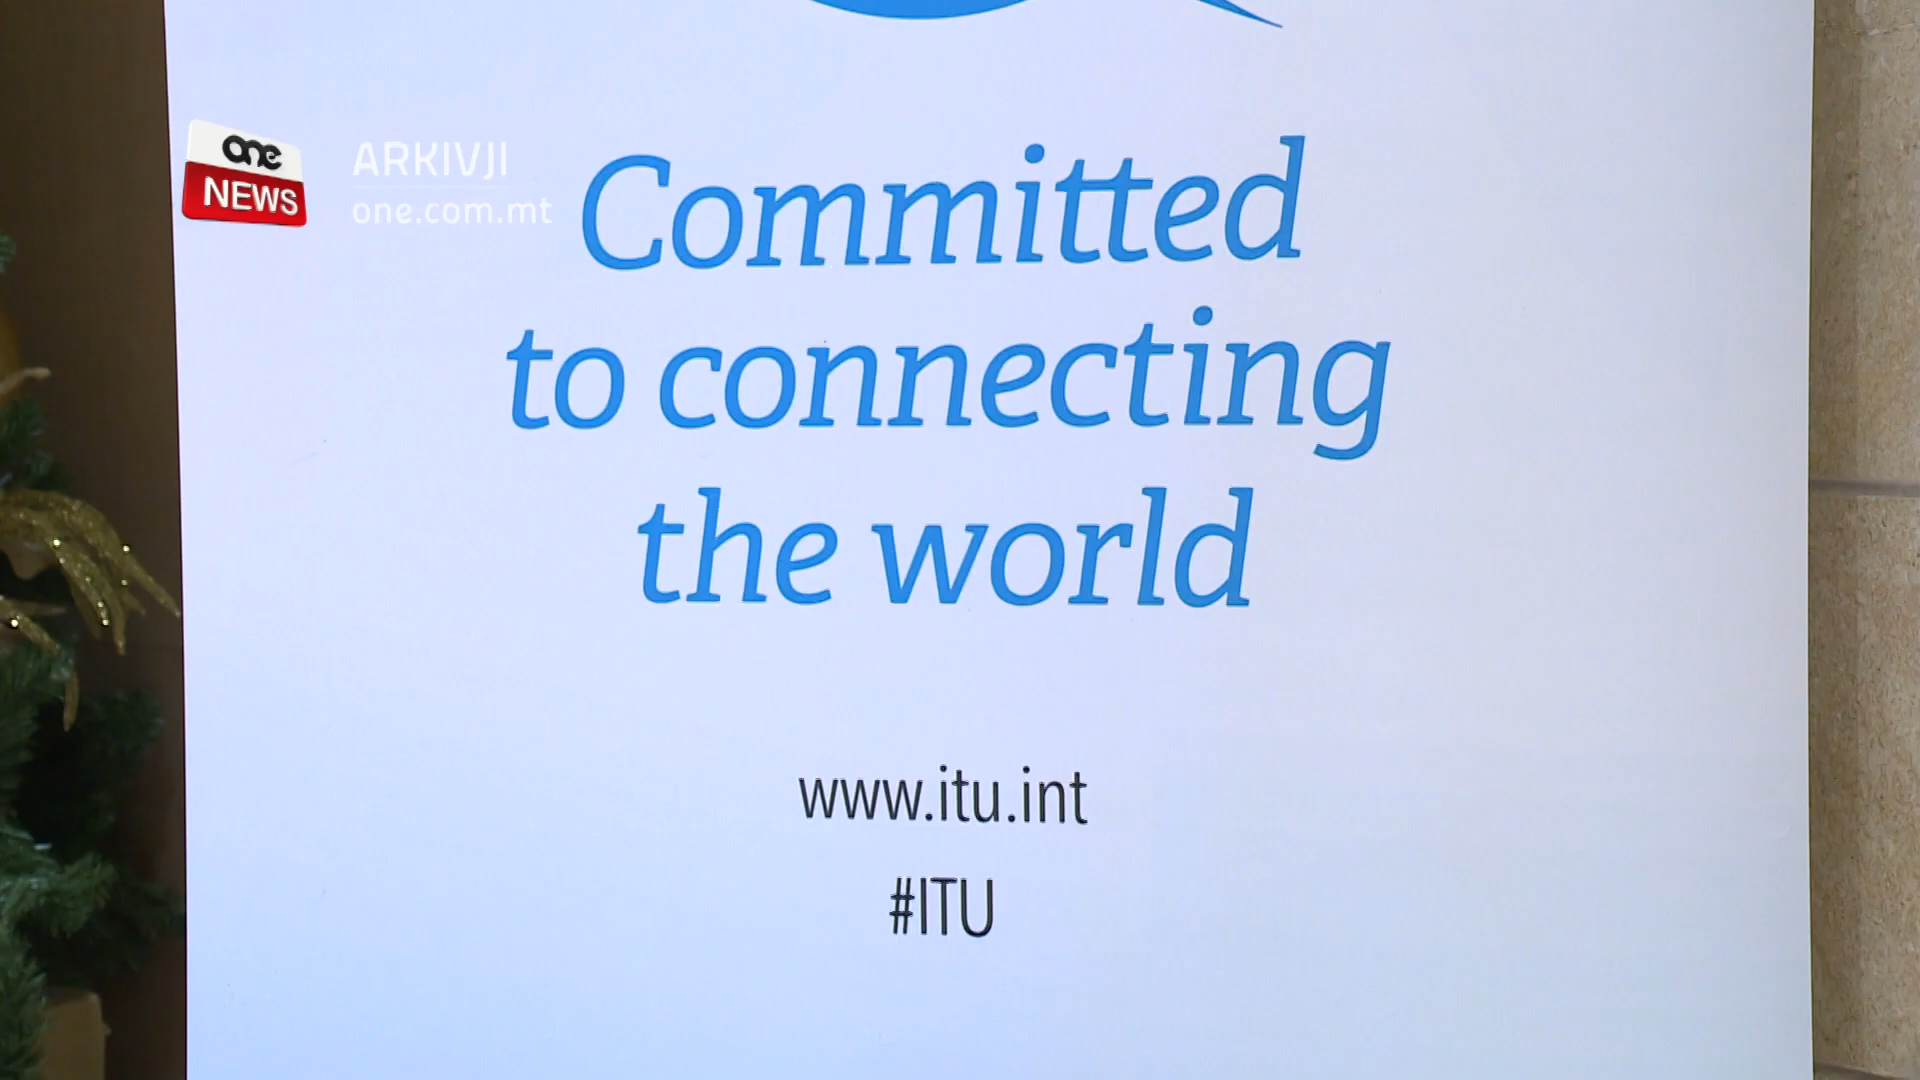 one
NEWS
ARKIVJI
one.com.mt
Committed
to connecting
the world
www.itu.int
#ITU